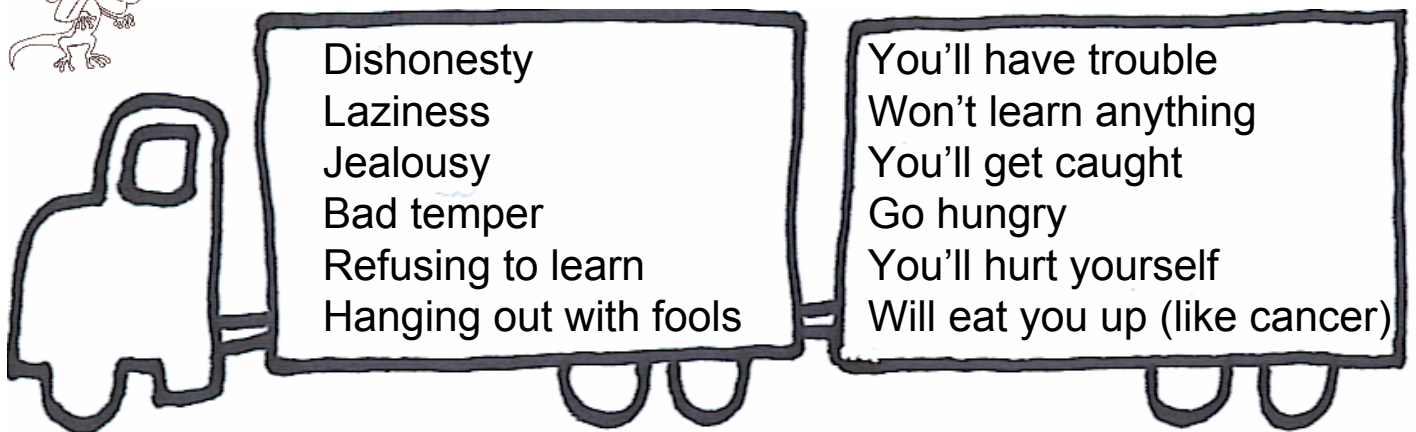 Dishonesty
Laziness
Jealousy
Bad temper
Refusing to learn
Hanging out with fools
You'll have trouble
Won't learn anything
You'll get caught
Go hungry
You'll hurt yourself
Will eat you up (like cancer)